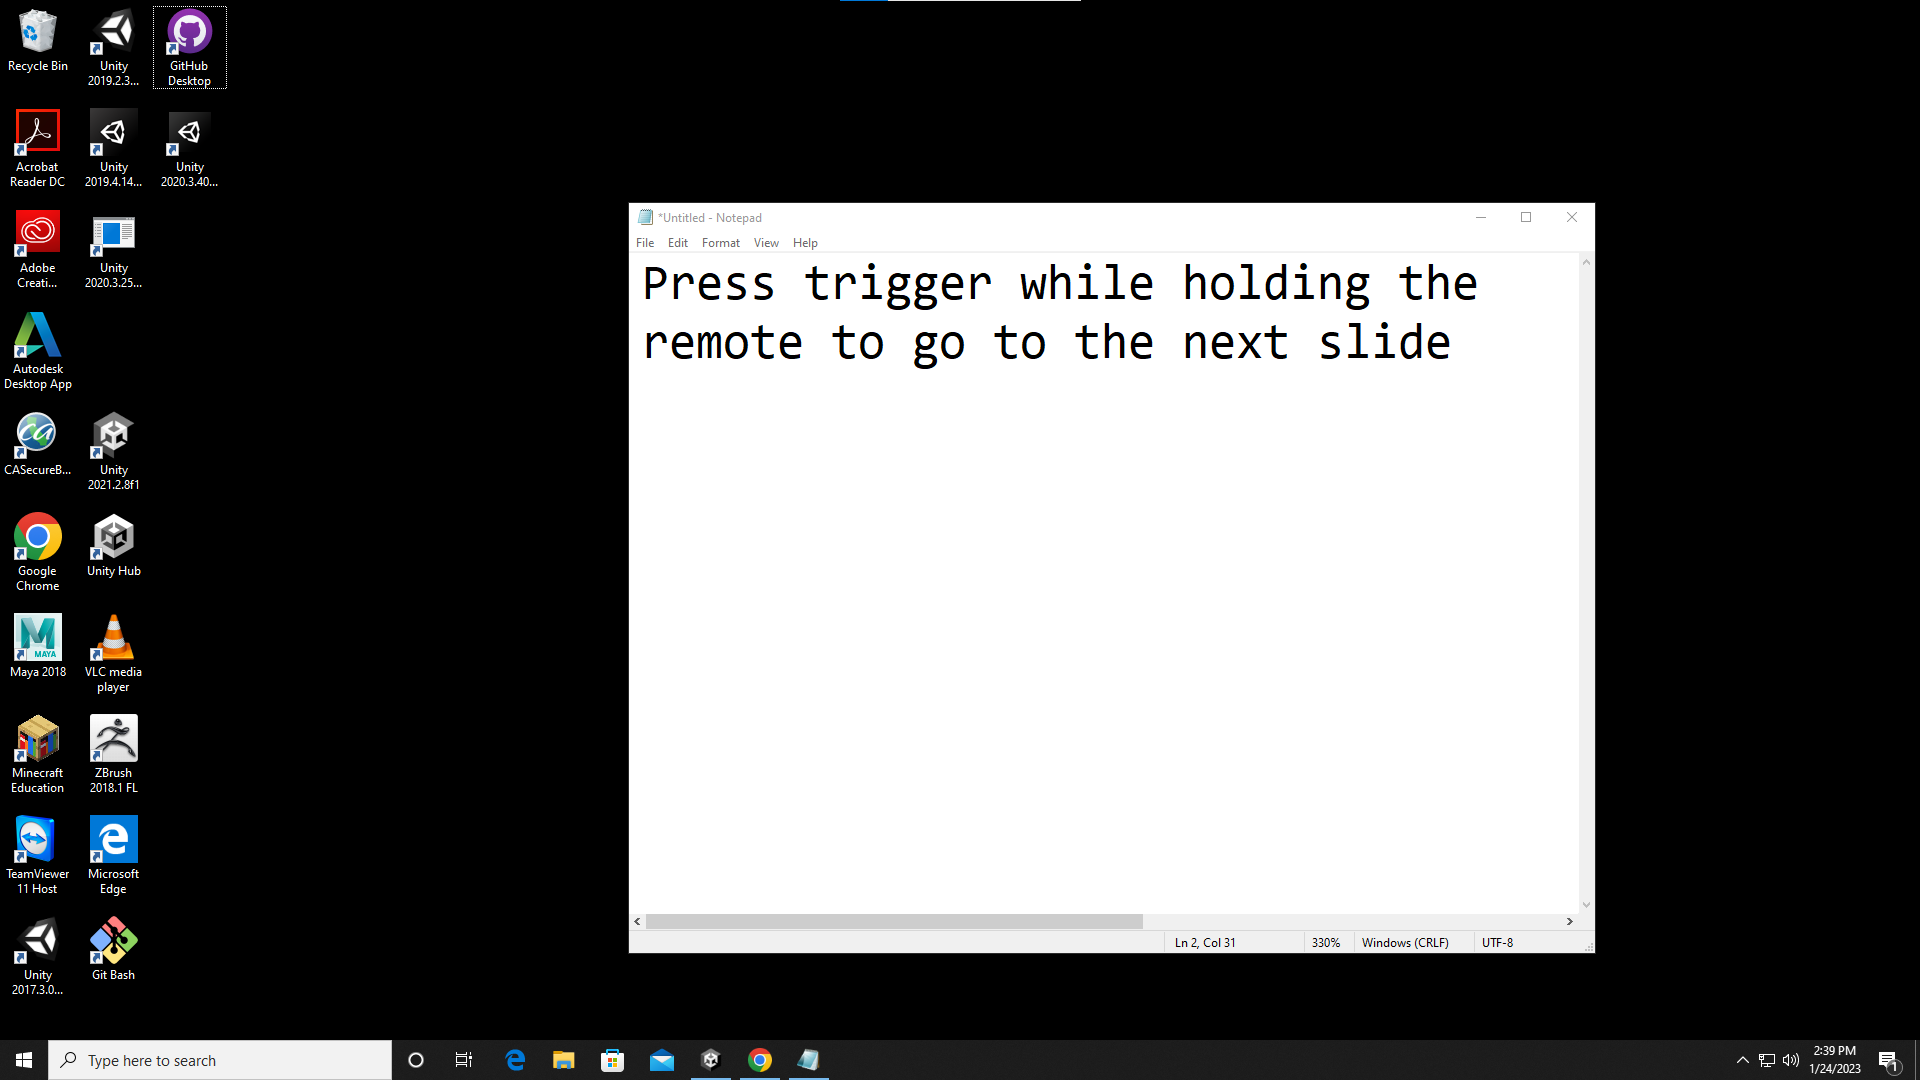 Recycle Bin
Unity
2019.2.3...
GitHub
Desktop
Acrobat
Reader DC
Unity
2019.4.14...
Unity
2020.3.40...
Adobe
Creati...
Unity
2020.3.25...
Autodesk
Desktop App
CASecureB...
Unity
2021.2.8f1
Google
Chrome
Unity Hub
MAYA
Maya 2018
VLC media
player
Minecraft
Education
ZBrush
2018.1 FL
TeamViewer
11 Host
Microsoft
Edge
Unity
2017.3.0...
Git Bash
*Untitled - Notepad
File Edit Format View Help
Press trigger while holding the
remote to go to the next slide
Ln 2, Col 31 330% Windows (CRLF) UTF-8
Type here to search
2:39 PM
1/24/2023
1